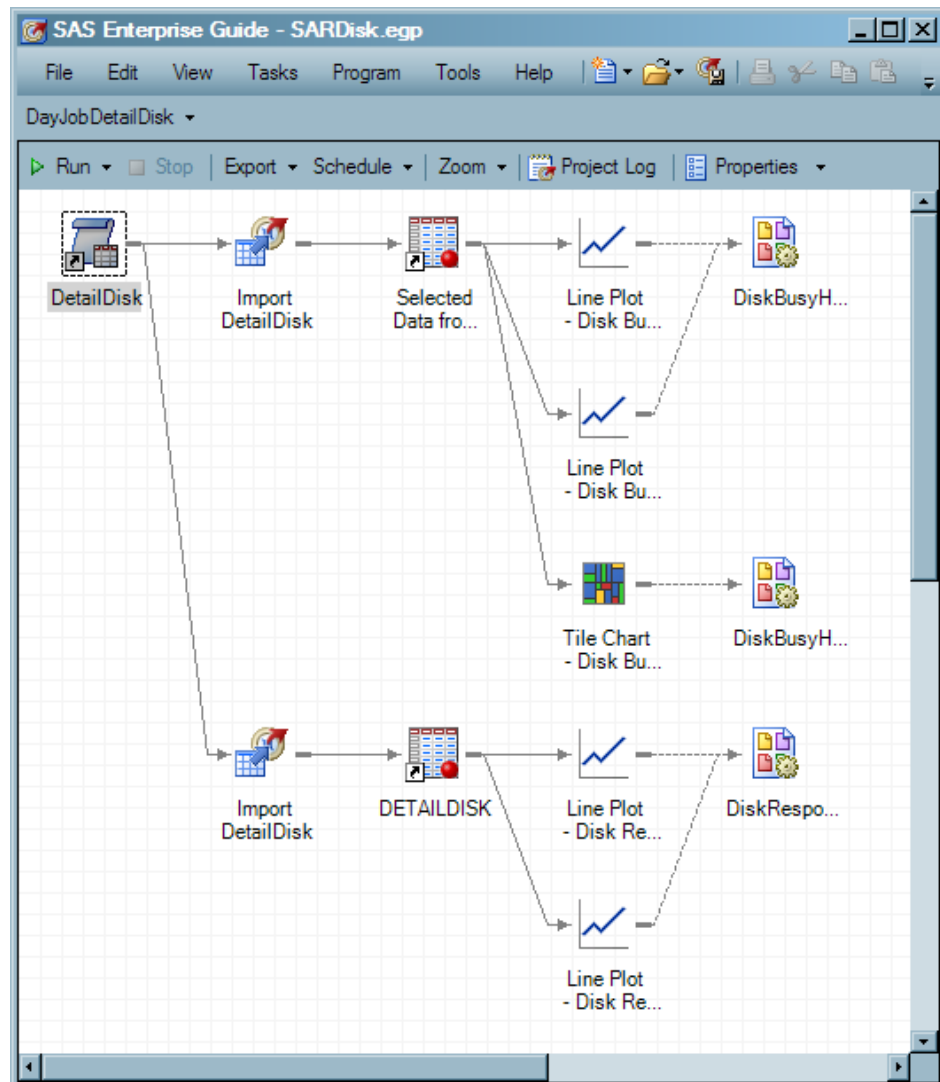 SAS Enterprise Guide - SARDisk.egp
File Edit View Tasks Program Tools Help
DayJobDetailDisk
Run Stop Export Schedule Zoom Project Log Properties
DetailDisk
Import
DetailDisk
Selected
Data fro...
Line Plot
- Disk Bu...
DiskBusyH...
Line Plot
- Disk Bu...
Tile Chart
- Disk Bu...
DiskBusyH...
Import
DetailDisk
DETAILDISK
Line Plot
- Disk Re...
DiskRespo...
Line Plot
- Disk Re...